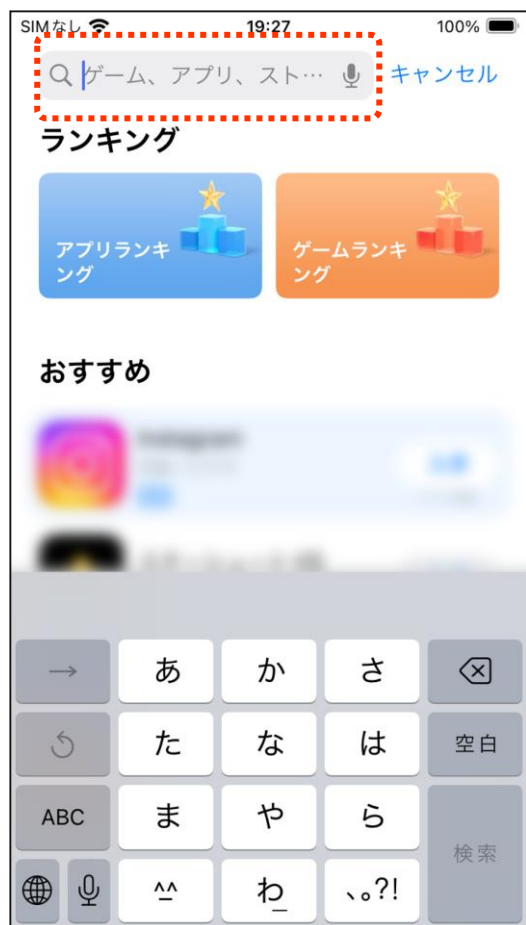 SIMなし 19:27 100%
ゲーム、アプリ、スト… キャンセル
ランキング
アプリランキ
ング
ゲームランキ
ング
おすすめ
Instagram
→ あ か さ
た な は 空白
ABC ま や ら 検索
^^ わ_ 、。?!